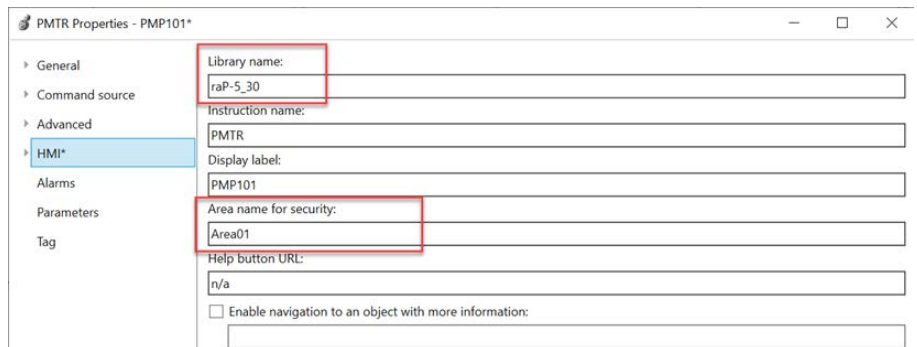 PMTR Properties - PMP101*
General
Command source
Advanced
HMI*
Alarms
Parameters
Tag
Library name:
raP-5_30
Instruction name:
PMTR
Display label:
PMP101
Area name for security:
Area01
Help button URL:
n/a
Enable navigation to an object with more information: